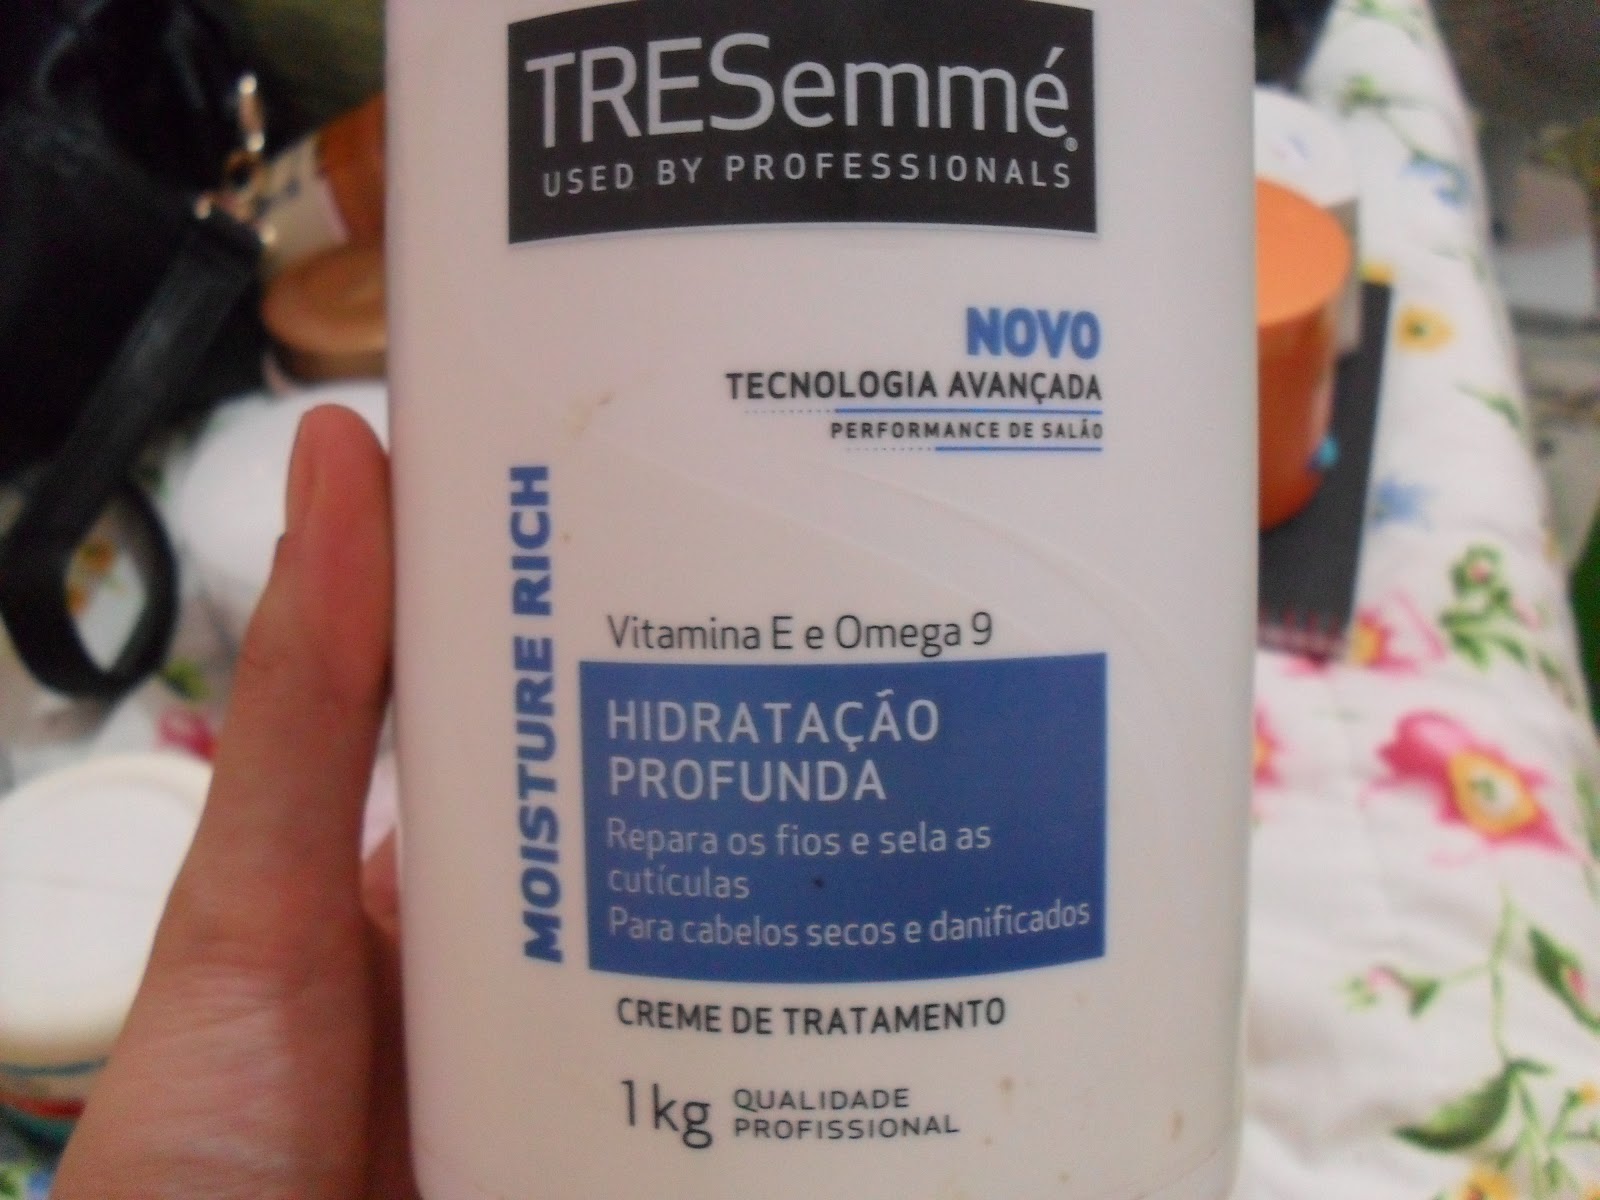 TRESemmé®
USED BY PROFESSIONALS
NOVO
TECNOLOGIA AVANÇADA
PERFORMANCE DE SALÃO
MOISTURE RICH
Vitamina E e Omega 9
HIDRATAÇÃO
PROFUNDA
Repara os fios e sela as
cutículas
Para cabelos secos e danificados
CREME DE TRATAMENTO
1kg
QUALIDADE
PROFISSIONAL